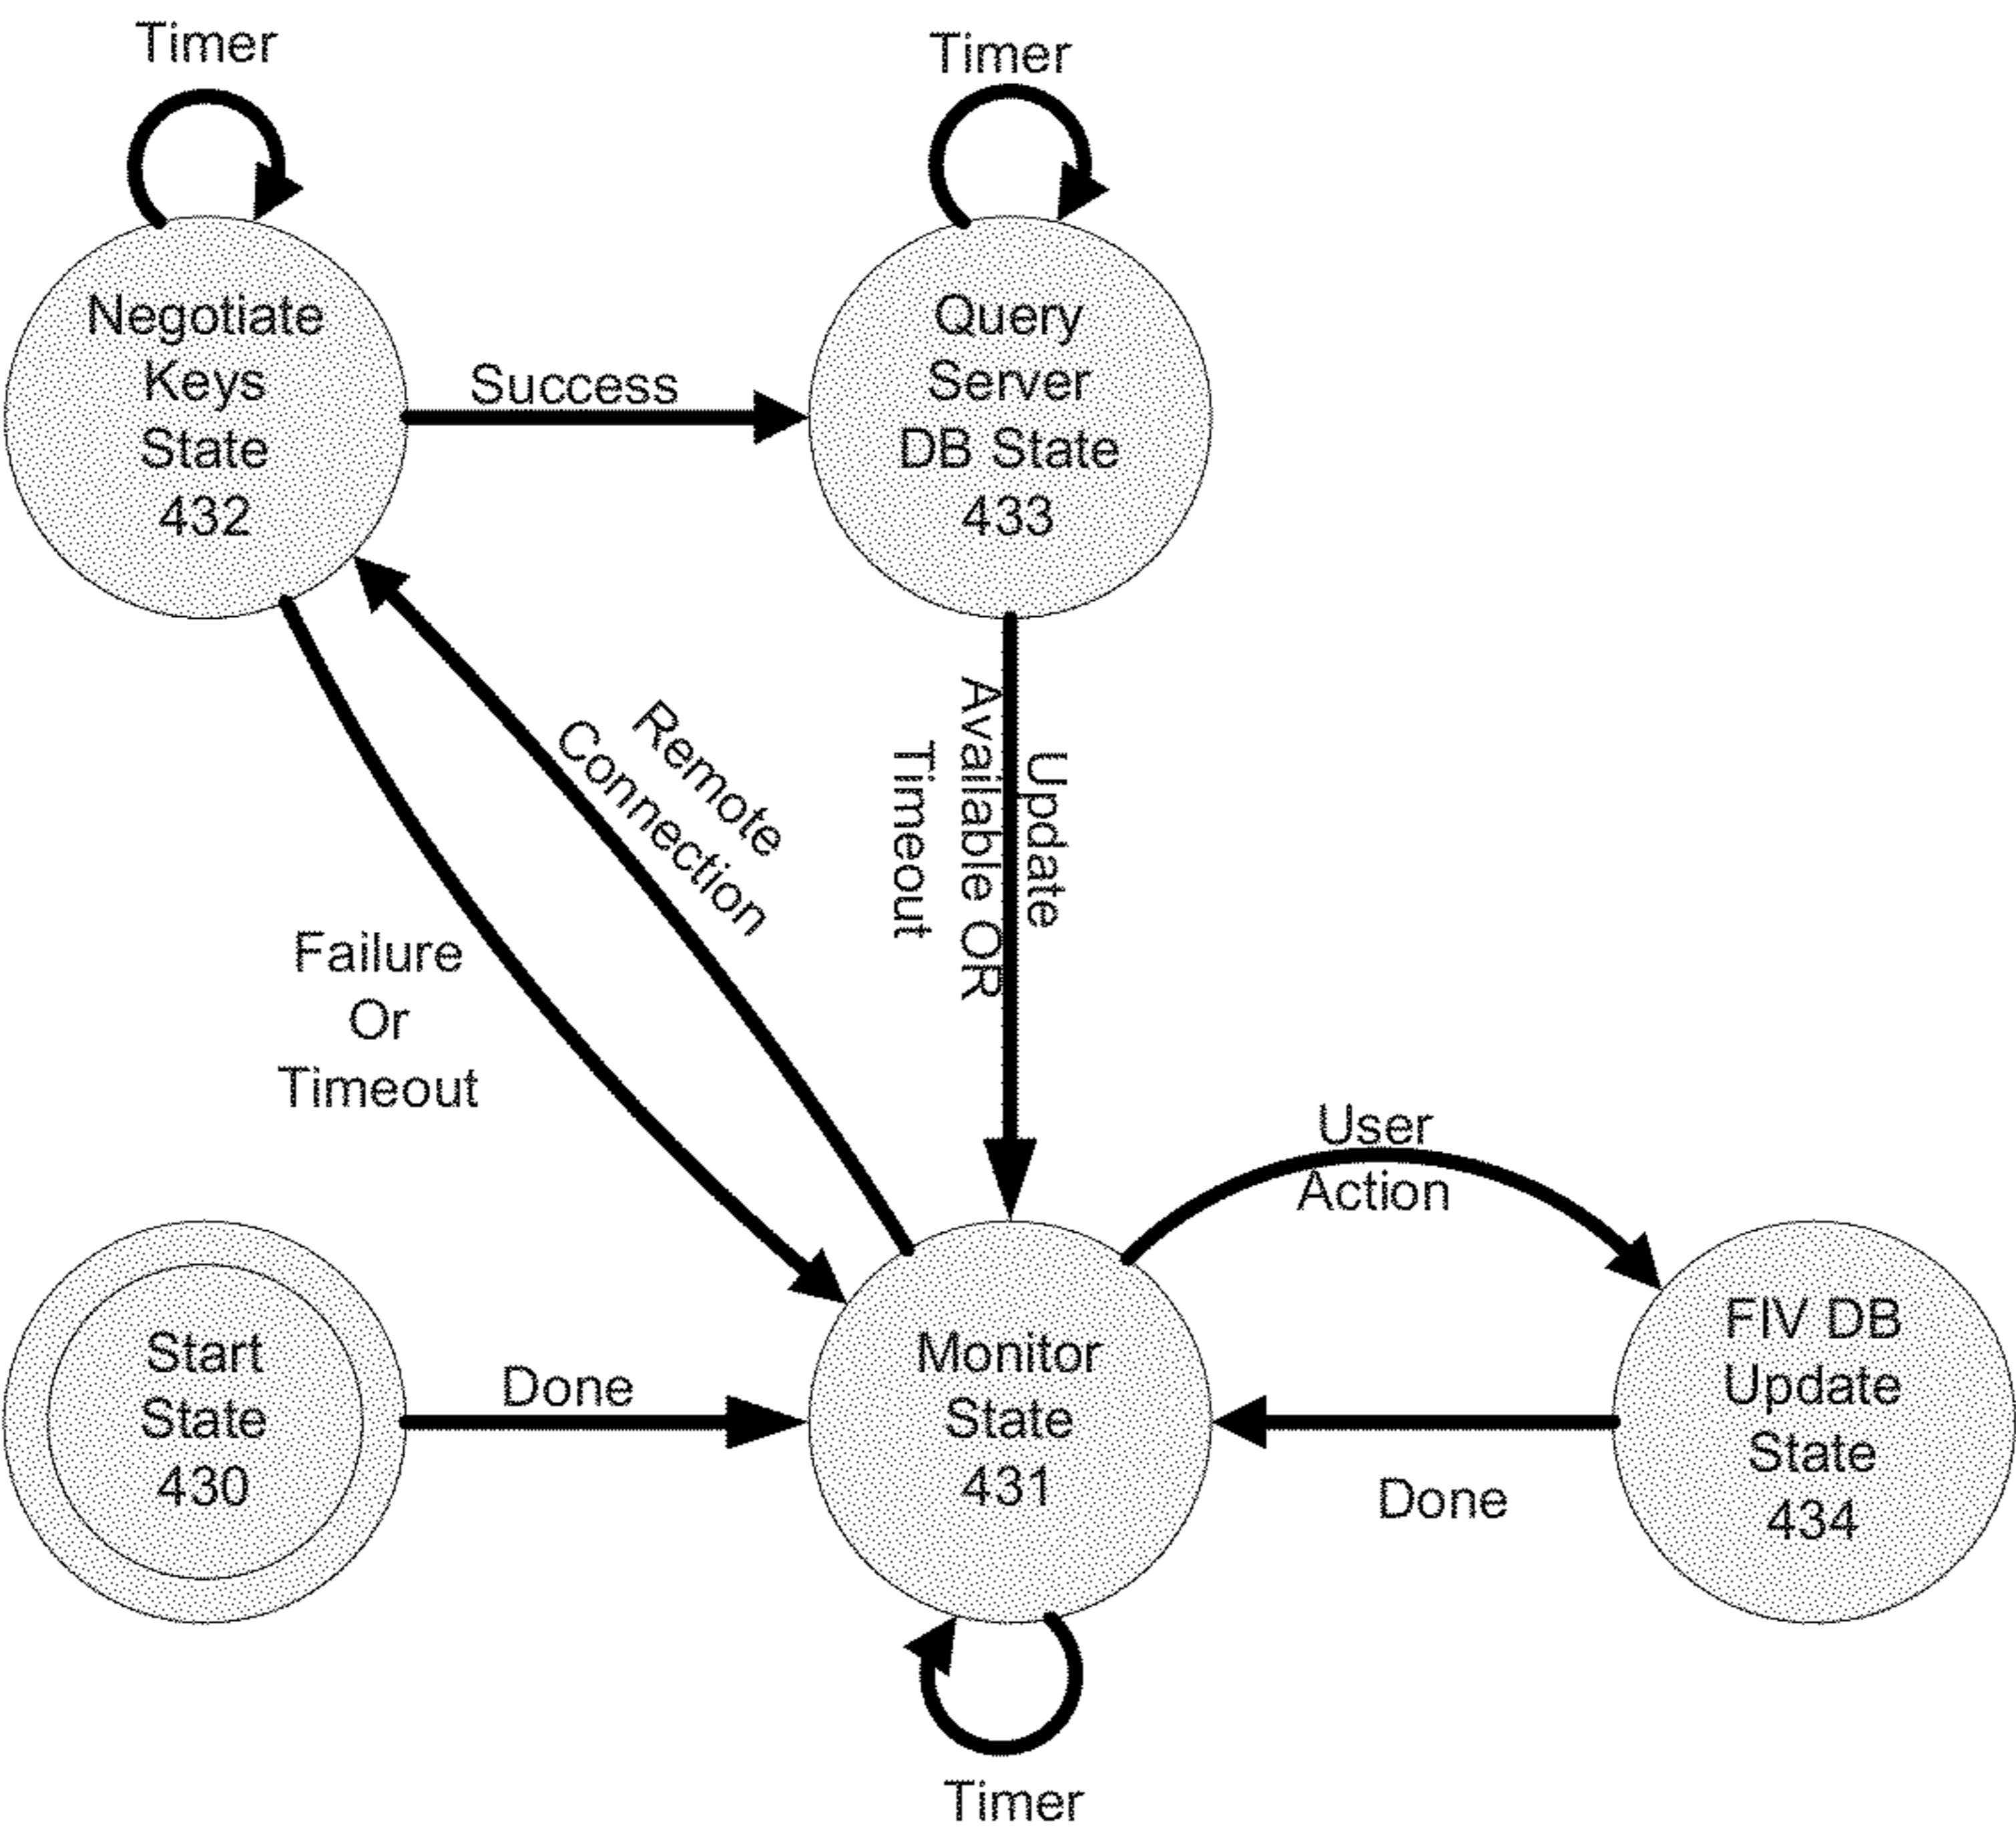 Timer
Timer
Negotiate
Keys
State
432
Success
Query
Server
DB State
433
Remote
Connection
Update
Available OR
Timeout
Failure
Or
Timeout
User
Action
Start
State
430
Done
Monitor
State
431
Done
FIV DB
Update
State
434
Timer